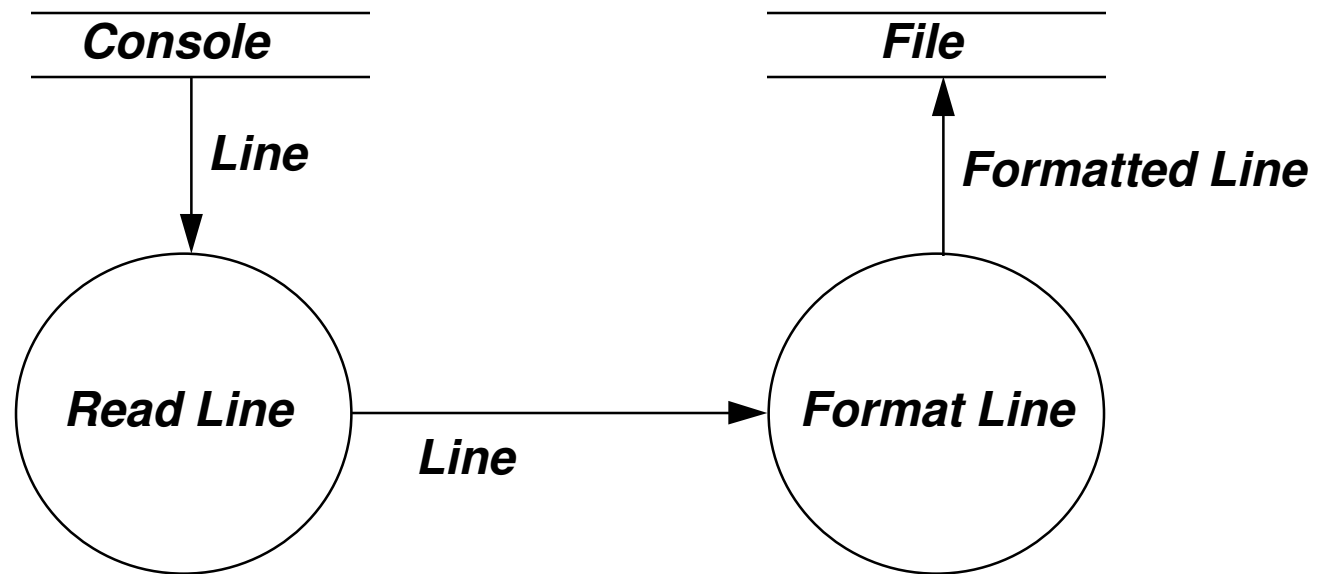 Console
File
Line
Formatted Line
Read Line
Format Line
Line